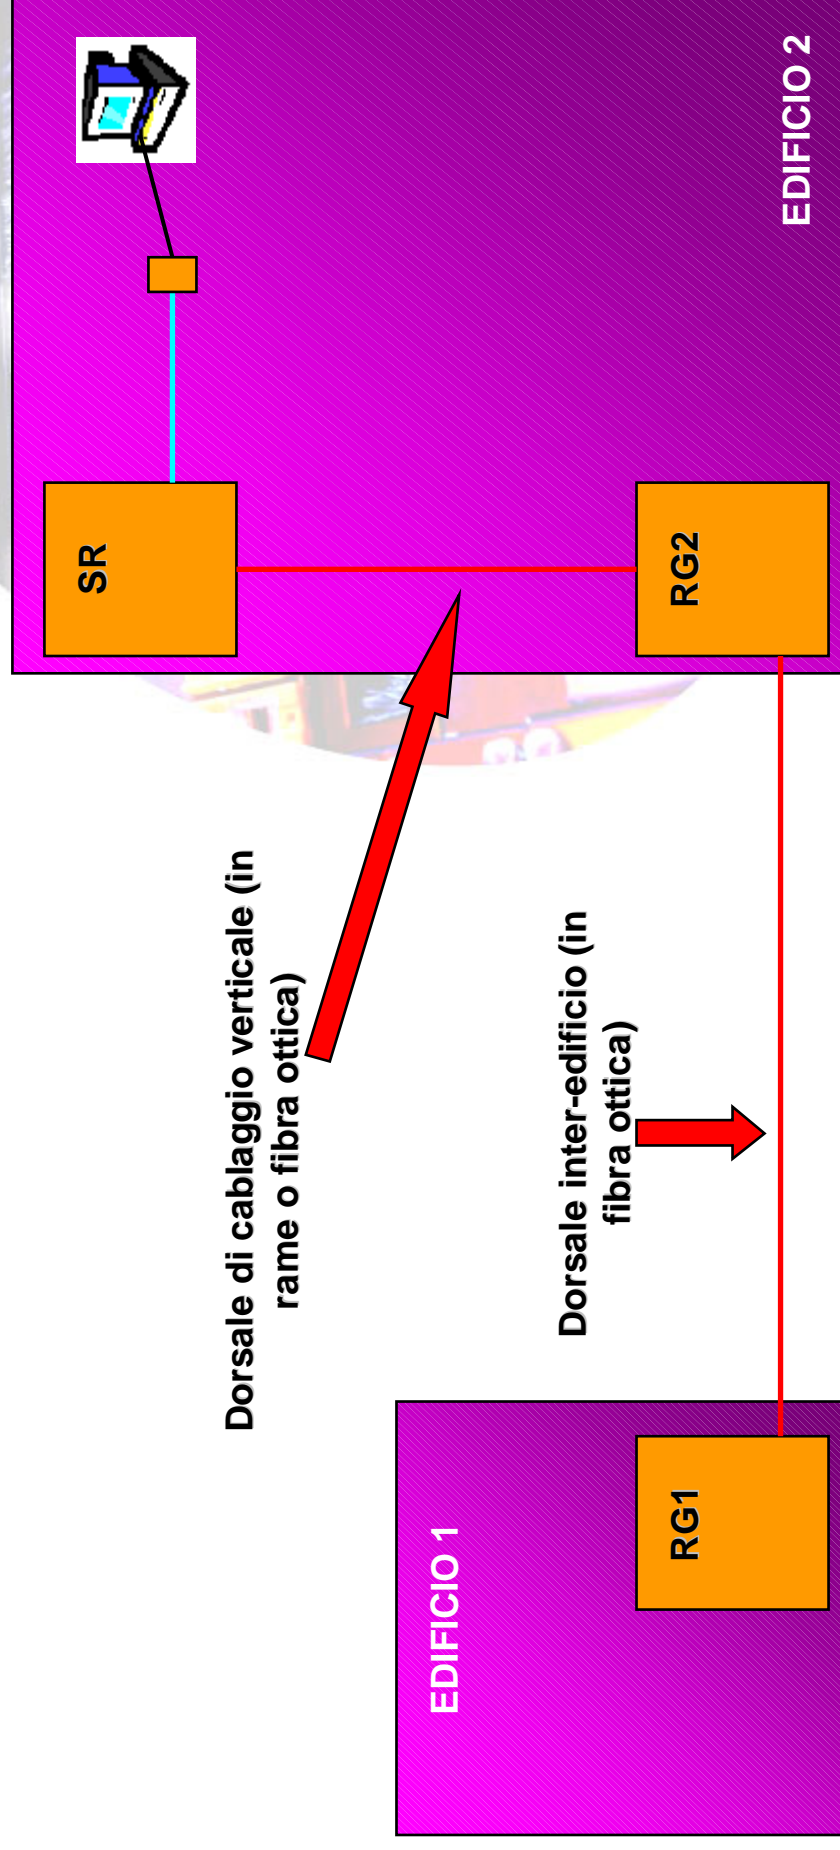 Dorsale di cablaggio verticale (in
rame o fibra ottica)
SR
EDIFICIO 1
Dorsale inter-edificio (in
fibra ottica)
RG1
RG2
EDIFICIO 2